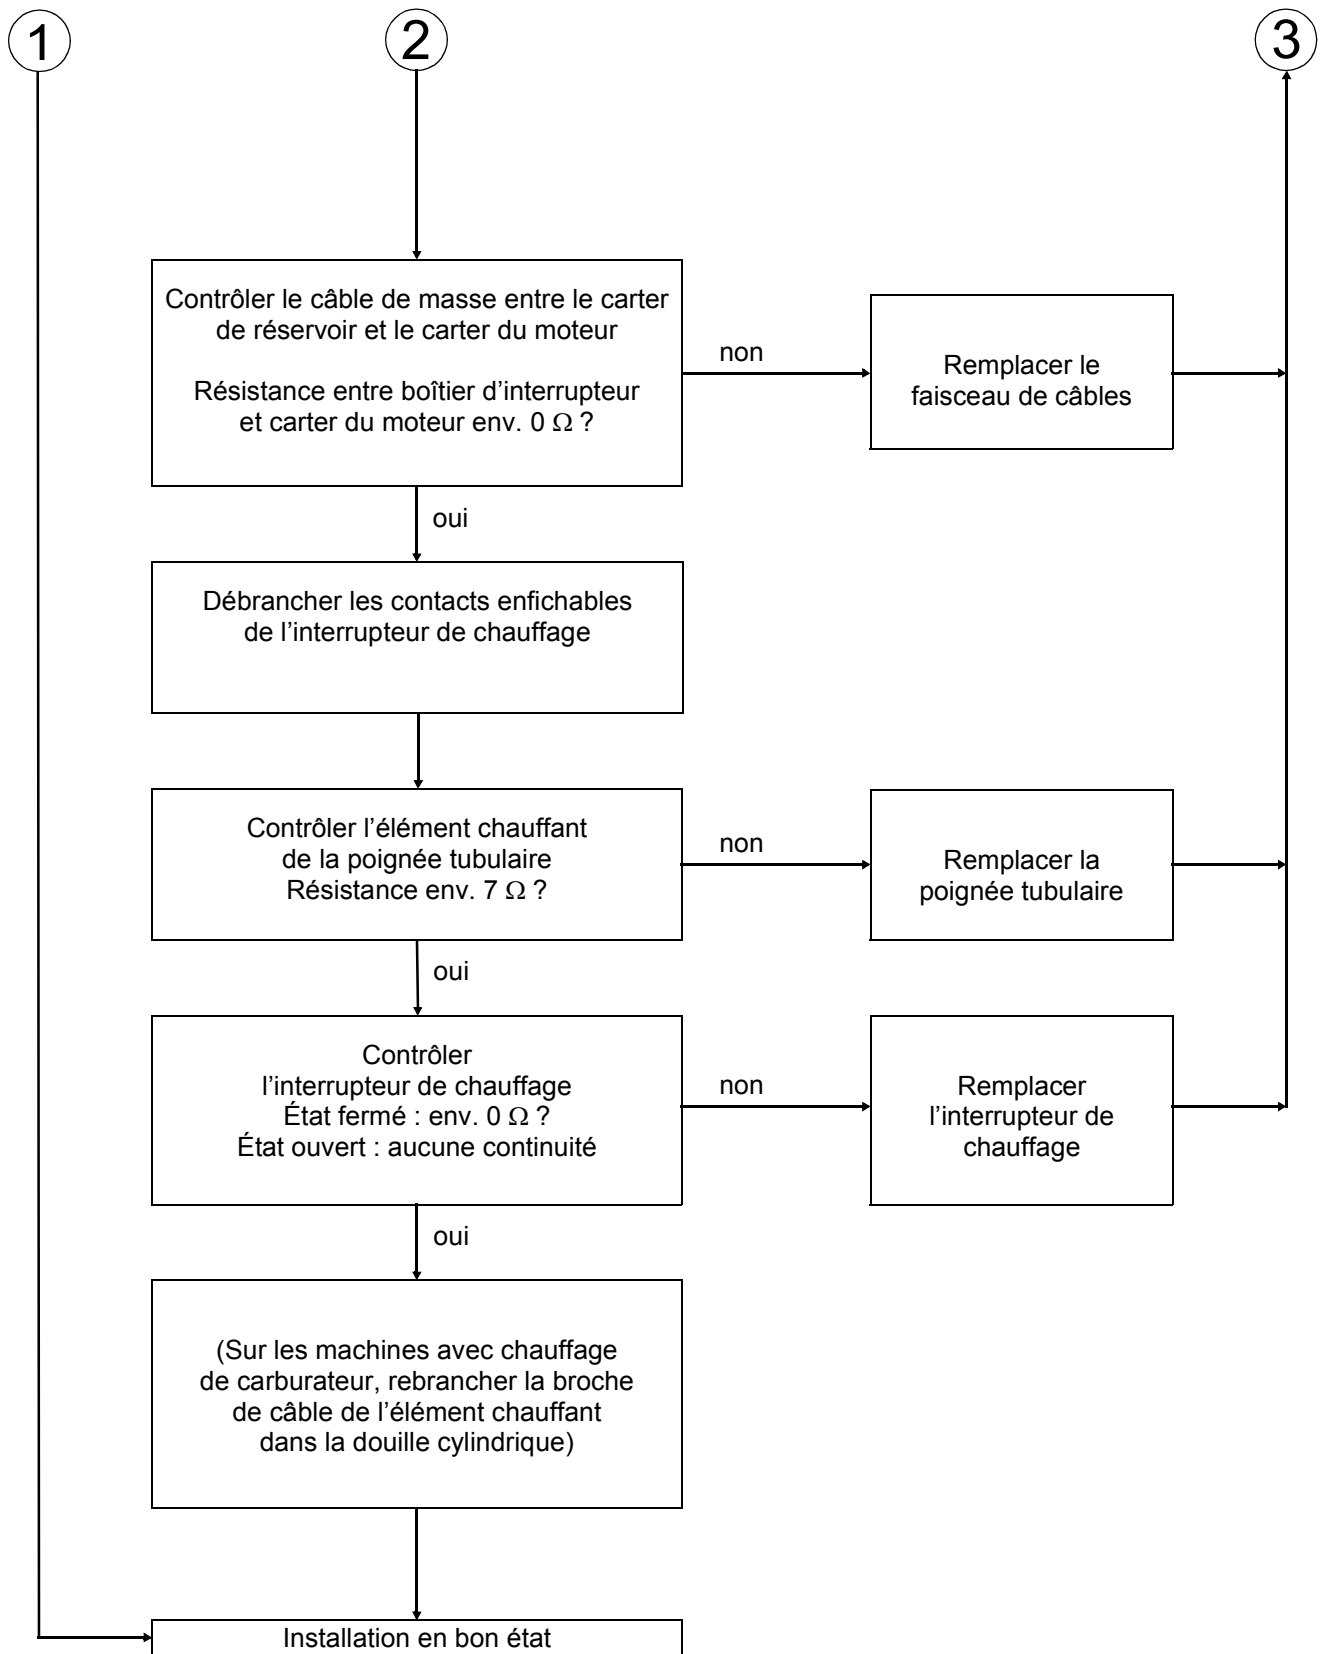 1
2
3
Contrôler le câble de masse entre le carter
de réservoir et le carter du moteur
Résistance entre boîtier d’interrupteur
et carter du moteur env. 0 Ω ?
non
Remplacer le
faisceau de câbles
oui
Débrancher les contacts enfichables
de l’interrupteur de chauffage
Contrôler l’élément chauffant
de la poignée tubulaire
Résistance env. 7 Ω ?
non
Remplacer la
poignée tubulaire
oui
Contrôler
l’interrupteur de chauffage
État fermé : env. 0 Ω ?
État ouvert : aucune continuité
non
Remplacer
l’interrupteur de
chauffage
oui
(Sur les machines avec chauffage
de carburateur, rebrancher la broche
de câble de l’élément chauffant
dans la douille cylindrique)
Installation en bon état